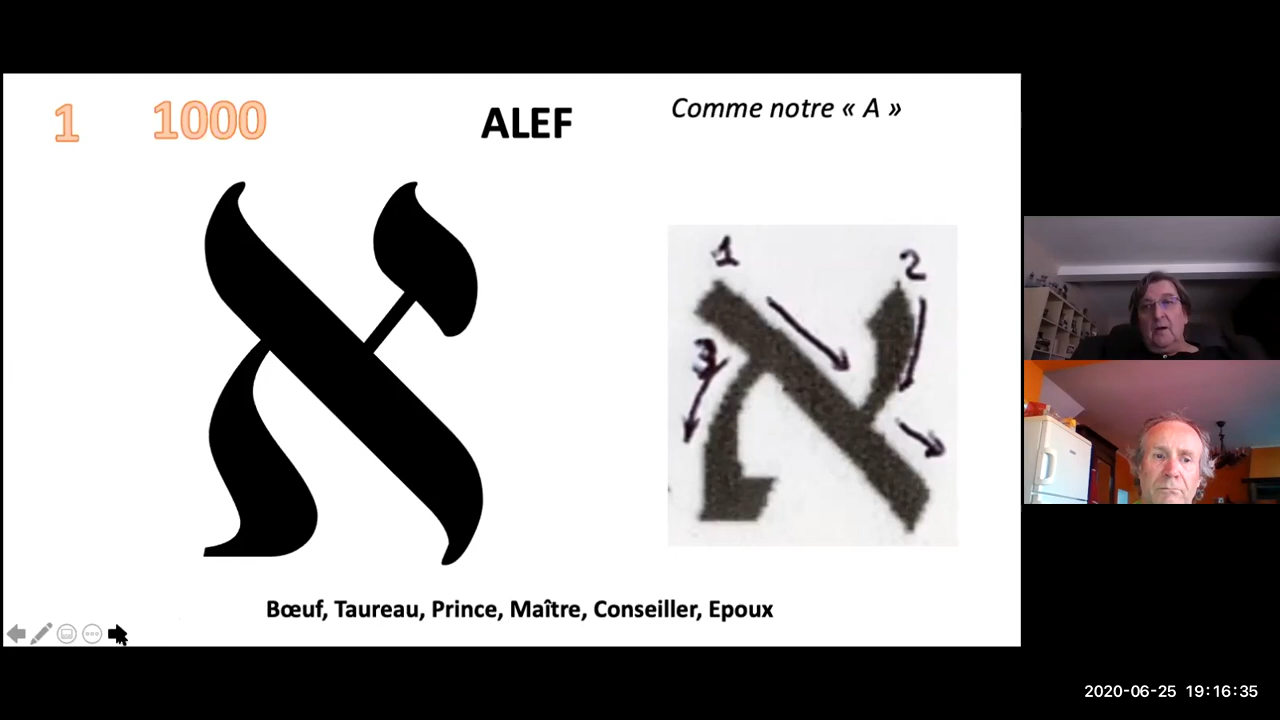 1 1000 ALEF Comme notre « A »
א
1 2
3
Bœuf, Taureau, Prince, Maître, Conseiller, Epoux
2020-06-25 19:16:35